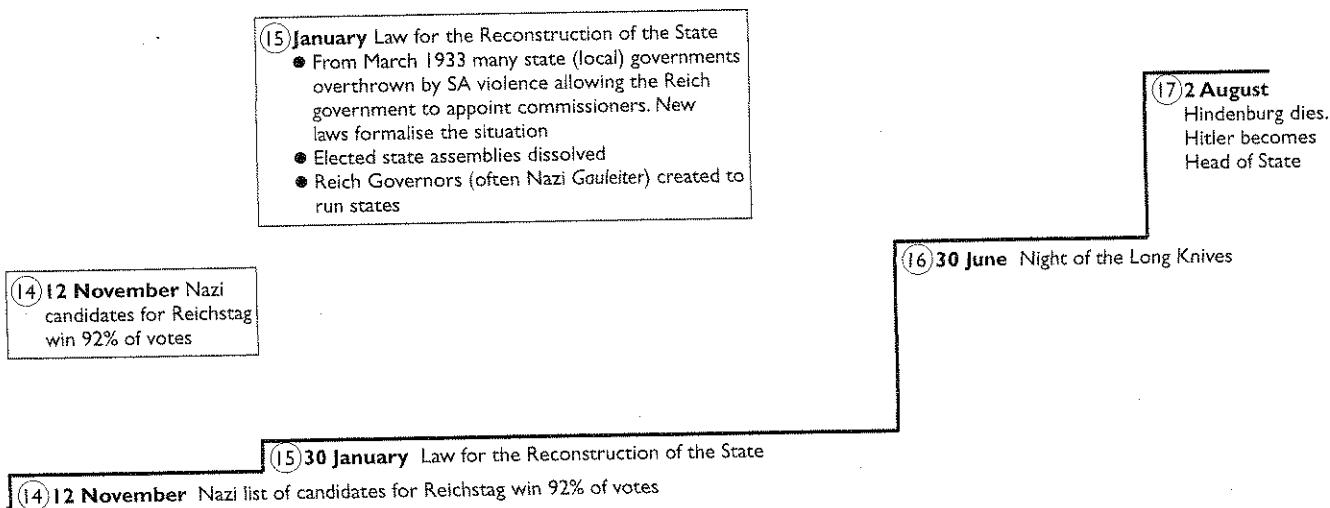 (15) January Law for the Reconstruction of the State
● From March 1933 many state (local) governments
overthrown by SA violence allowing the Reich
government to appoint commissioners. New
laws formalise the situation
● Elected state assemblies dissolved
● Reich Governors (often Nazi Gauleiter) created to
run states
(17) 2 August
Hindenburg dies.
Hitler becomes
Head of State
(16) 30 June Night of the Long Knives
(14) 12 November Nazi
candidates for Reichstag
win 92% of votes
(15) 30 January Law for the Reconstruction of the State
(14) 12 November Nazi list of candidates for Reichstag win 92% of votes